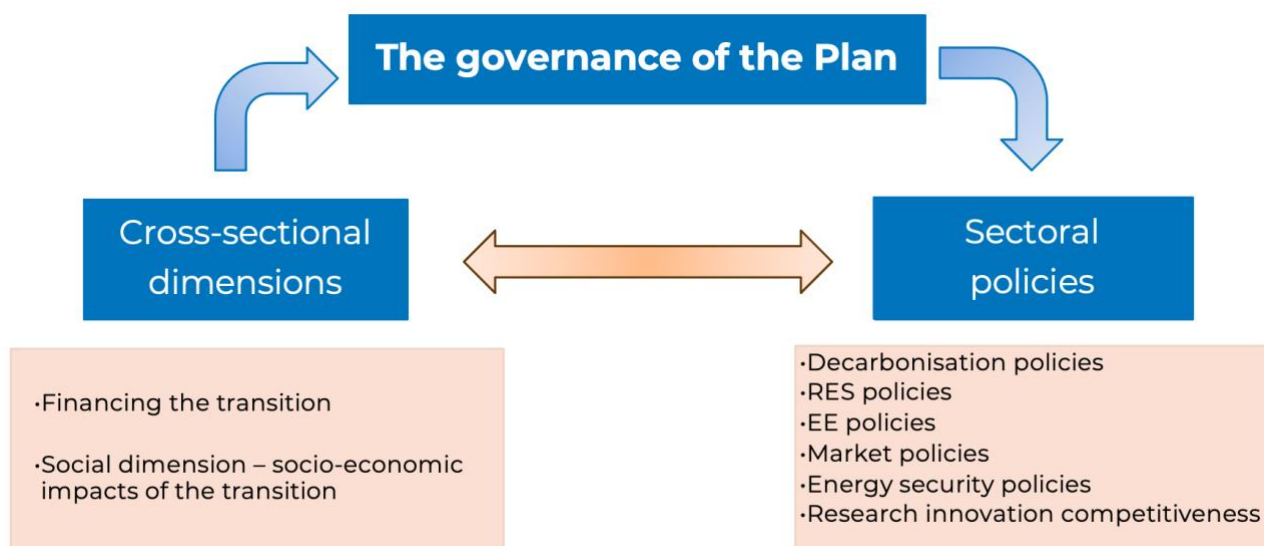 The governance of the Plan
Cross-sectional
dimensions
Sectoral
policies
·Financing the transition
·Social dimension – socio-economic
impacts of the transition
·Decarbonisation policies
·RES policies
·EE policies
·Market policies
·Energy security policies
·Research innovation competitiveness